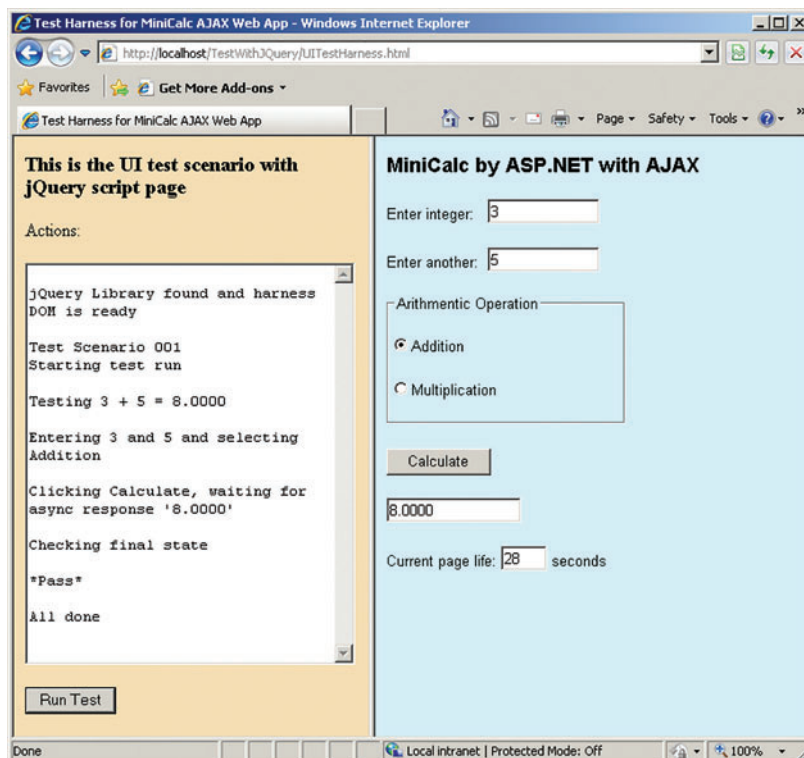 Test Harness for MiniCalc AJAX Web App - Windows Internet Explorer
http://localhost/TestWithJQuery/UITestHarness.html
Favorites Get More Add-ons
Test Harness for MiniCalc AJAX Web App
Page Safety Tools »
This is the UI test scenario with
jQuery script page
Actions:
jQuery Library found and harness
DOM is ready
Test Scenario 001
Starting test run
Testing 3 + 5 = 8.0000
Entering 3 and 5 and selecting
Addition
Clicking Calculate, waiting for
async response '8.0000'
Checking final state
*Pass*
All done
Run Test
MiniCalc by ASP.NET with AJAX
Enter integer: 3
Enter another: 5
Arithmentic Operation
Addition
Multiplication
Calculate
8.0000
Current page life: 28 seconds
Done
Local intranet | Protected Mode: Off
100%